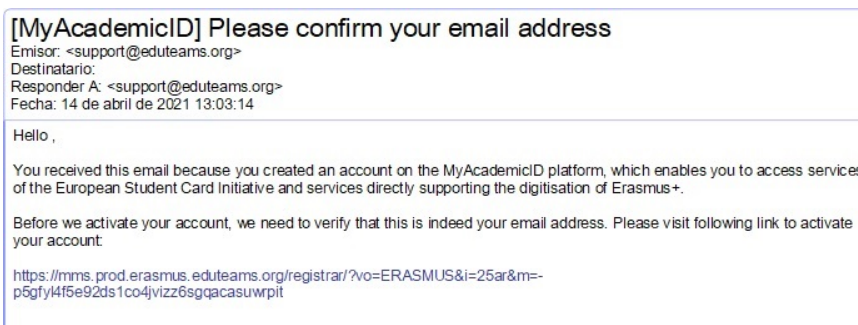 [MyAcademicID] Please confirm your email address
Emisor: <support@eduteams.org>
Destinatario:
Responder A: <support@eduteams.org>
Fecha: 14 de abril de 2021 13:03:14
Hello ,
You received this email because you created an account on the MyAcademicID platform, which enables you to access services
of the European Student Card Initiative and services directly supporting the digitisation of Erasmus+.
Before we activate your account, we need to verify that this is indeed your email address. Please visit following link to activate
your account:
https://mms.prod.erasmus.eduteams.org/registrar/?vo=ERASMUS&i=25ar&m=-
p5gfyl4f5e92ds1co4jvizz6sgqacasuwrpit